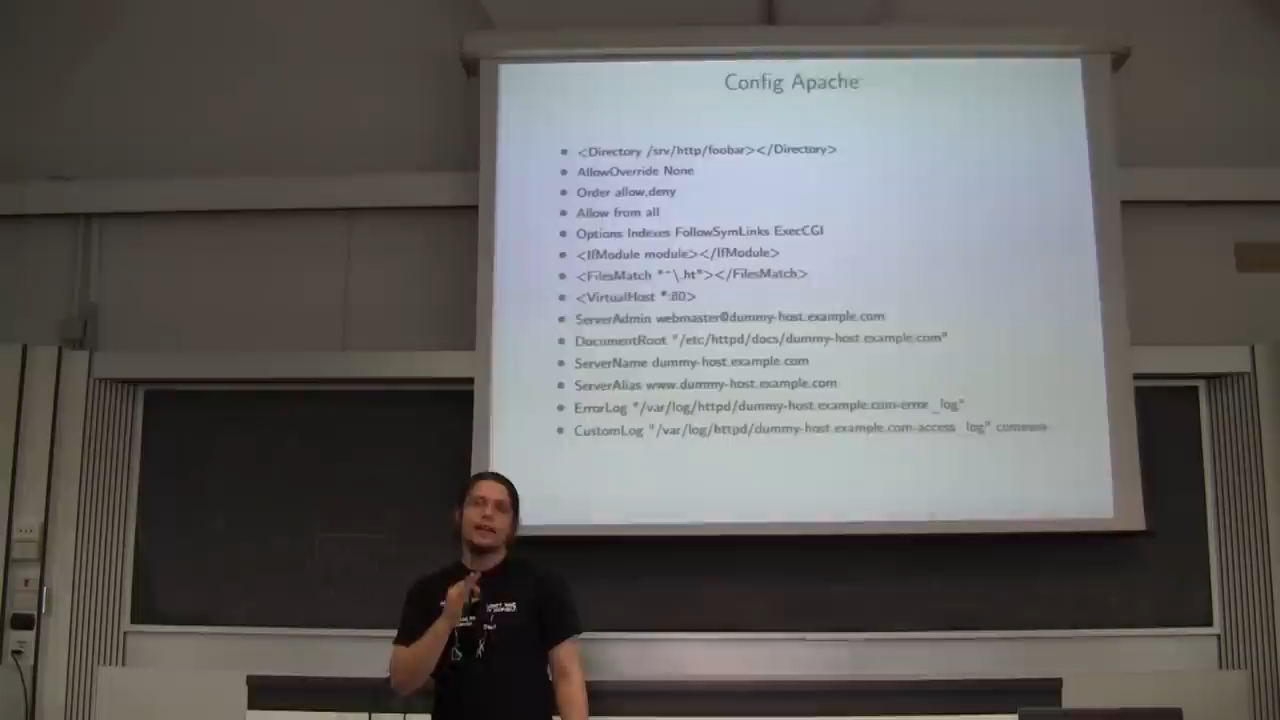 Config Apache
<Directory /srv/http/foobar></Directory>
AllowOverride None
Order allow,deny
Allow from all
Options Indexes FollowSymLinks ExecCGI
<IfModule module></IfModule>
<FilesMatch "^\.ht"></FilesMatch>
<VirtualHost *:80>
ServerAdmin webmaster@dummy-host.example.com
DocumentRoot "/etc/httpd/docs/dummy-host.example.com"
ServerName dummy-host.example.com
ServerAlias www.dummy-host.example.com
ErrorLog "/var/log/httpd/dummy-host.example.com-error_log"
CustomLog "/var/log/httpd/dummy-host.example.com-access_log"